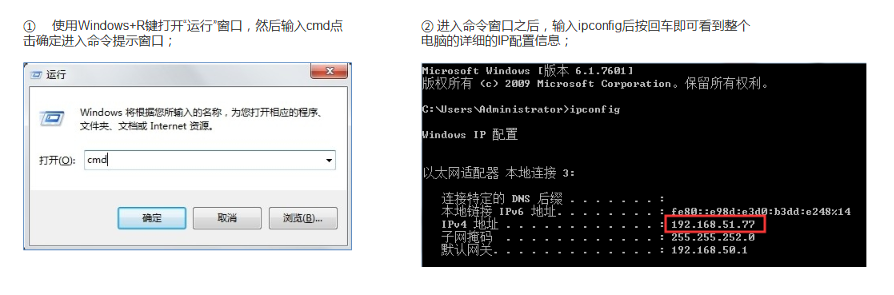 ① 使用Windows+R键打开“运行”窗口，然后输入cmd点
击确定进入命令提示窗口；
运行
Windows 将根据您所输入的名称，为您打开相应的程序、
文件夹、文档或 Internet 资源。
打开(O): cmd
确定 取消 浏览(B)...
② 进入命令窗口之后，输入ipconfig后按回车即可看到整个
电脑的详细的IP配置信息；
Microsoft Windows [版本 6.1.7601]
版权所有 (c) 2009 Microsoft Corporation。保留所有权利。
C:\Users\Administrator>ipconfig
Windows IP 配置
以太网适配器 本地连接 3:
连接特定的 DNS 后缀 . . . . . . . :
本地链接 IPv6 地址. . . . . . . . : fe80::e98d:e3d0:b3dd:e248%14
IPv4 地址 . . . . . . . . . . . . : 192.168.51.77
子网掩码 . . . . . . . . . . . . : 255.255.252.0
默认网关. . . . . . . . . . . . . : 192.168.50.1